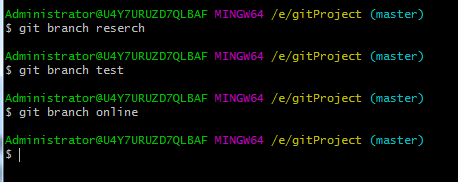 Administrator@U4Y7URUZD7QLBAF MINGW64 /e/gitProject (master)
$ git branch reserch
Administrator@U4Y7URUZD7QLBAF MINGW64 /e/gitProject (master)
$ git branch test
Administrator@U4Y7URUZD7QLBAF MINGW64 /e/gitProject (master)
$ git branch online
Administrator@U4Y7URUZD7QLBAF MINGW64 /e/gitProject (master)
$